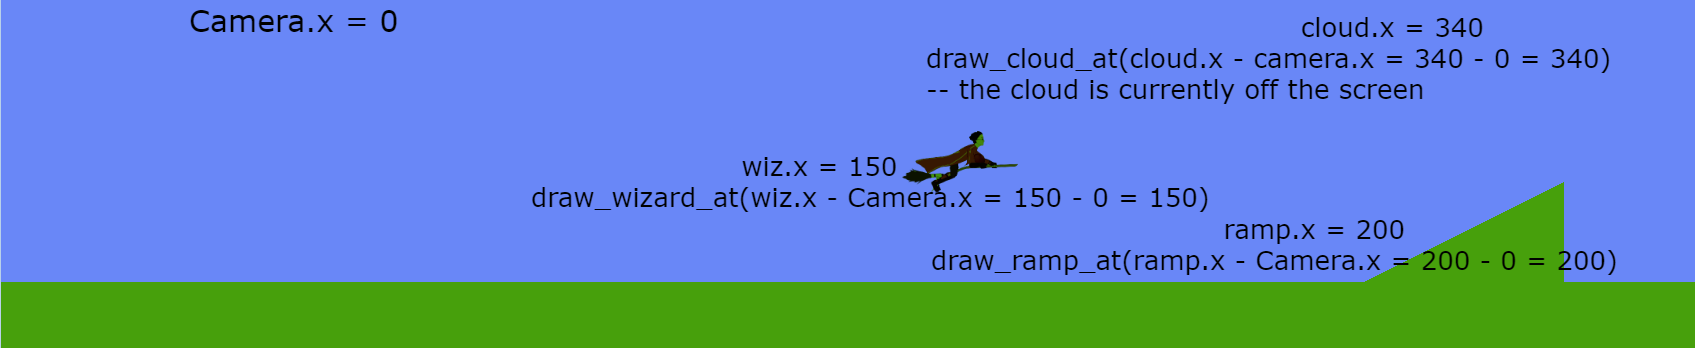 Camera.x = 0
cloud.x = 340
draw_cloud_at(cloud.x - camera.x = 340 - 0 = 340)
-- the cloud is currently off the screen
wiz.x = 150
draw_wizard_at(wiz.x - Camera.x = 150 - 0 = 150)
ramp.x = 200
draw_ramp_at(ramp.x - Camera.x = 200 - 0 = 200)